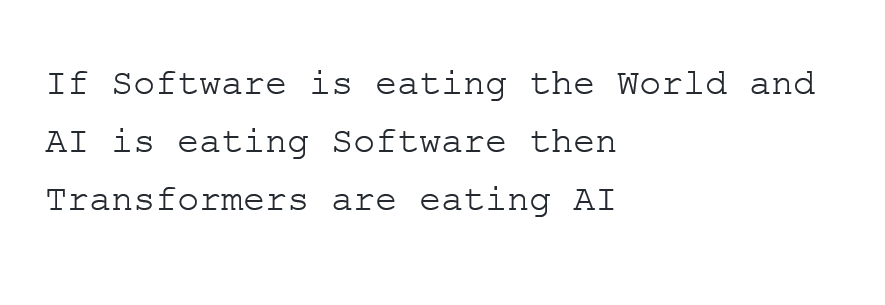 If Software is eating the World and
AI is eating Software then
Transformers are eating AI